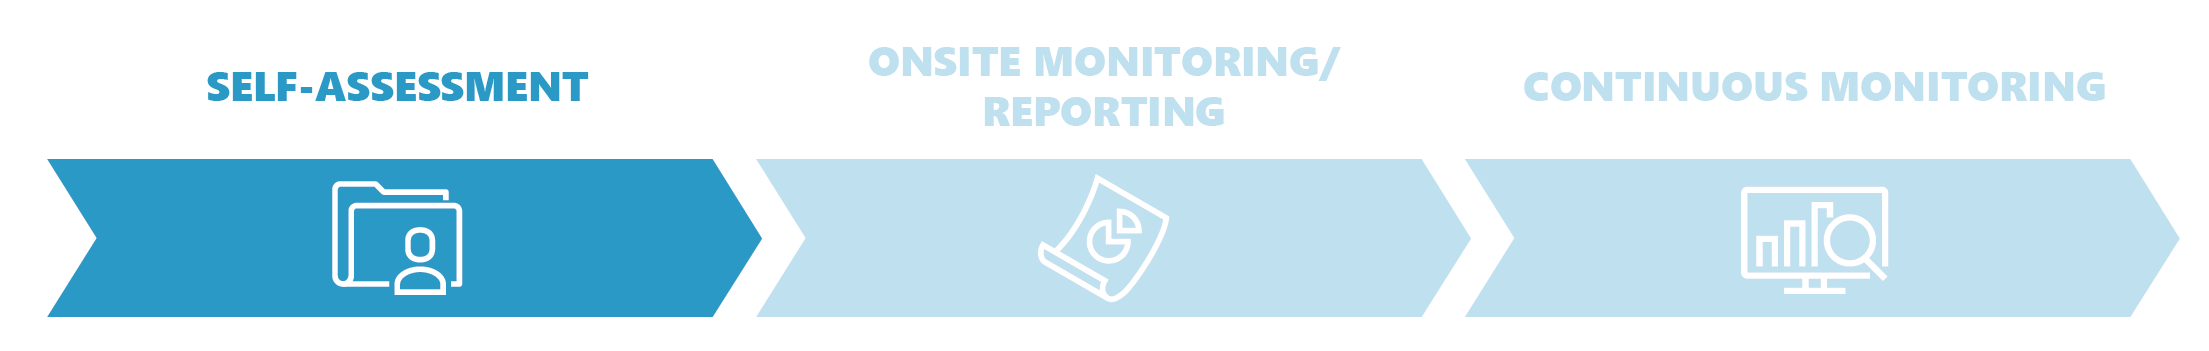 SELF-ASSESSMENT
ONSITE MONITORING/
REPORTING
CONTINUOUS MONITORING